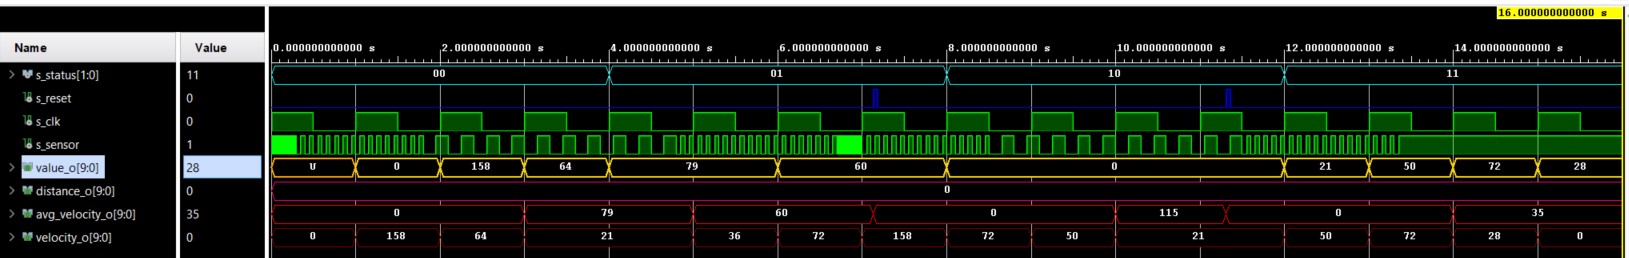 16.000000000000 s
Name Value 0.000000000000 s 2.000000000000 s 4.000000000000 s 6.000000000000 s 8.000000000000 s 10.000000000000 s 12.000000000000 s 14.000000000000 s
s_status[1:0] 11 00 01 10 11
s_reset 0
s_clk 0
s_sensor 1
value_o[9:0] 28 U 0 158 64 79 60 0 21 50 72 28
distance_o[9:0] 0 0
avg_velocity_o[9:0] 35 0 79 60 0 115 0 35
velocity_o[9:0] 0 0 158 64 21 36 72 158 72 50 21 50 72 28 0